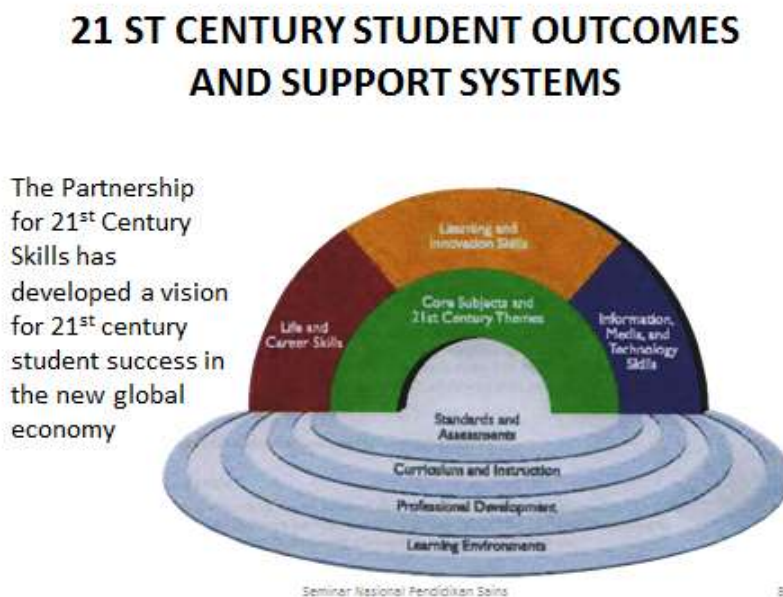 21 ST CENTURY STUDENT OUTCOMES
AND SUPPORT SYSTEMS
The Partnership
for 21st Century
Skills has
developed a vision
for 21st century
student success in
the new global
economy
Learning and
Innovation Skills
Core Subjects and
21st Century Themes
Life and
Career Skills
Information,
Media, and
Technology
Skills
Standards and
Assessments
Curriculum and Instruction
Professional Development
Learning Environments
Seminar Nasional Pendidikan Sains